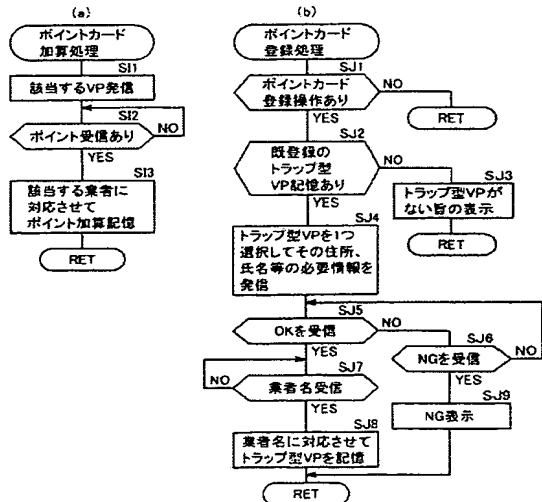 (a)
ポイントカード
加算処理
SI1
該当するVP発信
SI2
ポイント受信あり
NO
YES
SI3
該当する業者に
対応させて
ポイント加算記憶
RET
(b)
ポイントカード
登録処理
SJ1
ポイントカード
登録操作あり
NO
RET
YES
SJ2
既登録の
トラップ型
VP記憶あり
NO
SJ3
トラップ型VPが
ない旨の表示
RET
YES
SJ4
トラップ型VPを1つ
選択してその住所、
氏名等の必要情報を
発信
SJ5
OKを受信
NO
SJ6
NGを受信
NO
YES
SJ9
NG表示
YES
SJ7
NO
業者名受信
YES
SJ8
業者名に対応させて
トラップ型VPを記憶
RET